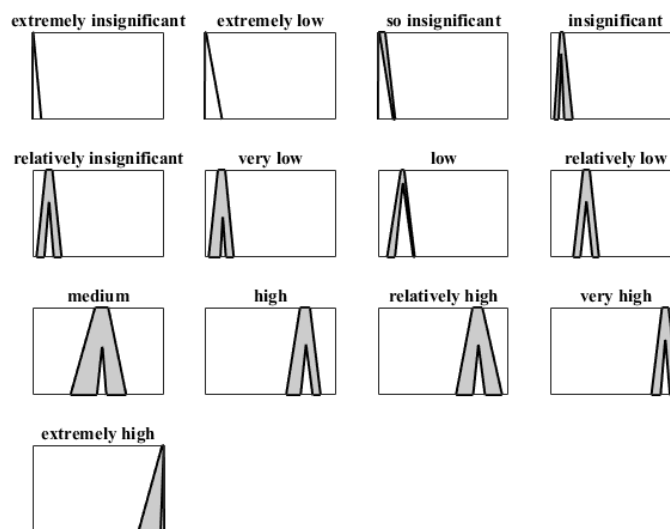 extremely insignificant
extremely low
so insignificant
insignificant
relatively insignificant
very low
low
relatively low
medium
high
relatively high
very high
extremely high